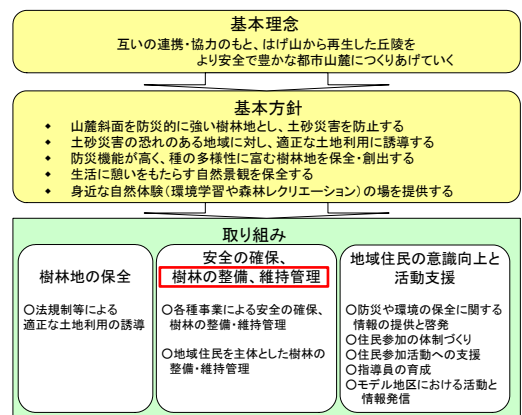 基本理念
互いの連携・協力のもと、はげ山から再生した丘陵を
より安全で豊かな都市山麓につくりあげていく
基本方針
◆ 山麓斜面を防災的に強い樹林地とし、土砂災害を防止する
◆ 土砂災害の恐れのある地域に対し、適正な土地利用に誘導する
◆ 防災機能が高く、種の多様性に富む樹林地を保全・創出する
◆ 生活に憩いをもたらす自然景観を保全する
◆ 身近な自然体験（環境学習や森林レクリエーション）の場を提供する
取り組み
樹林地の保全
○法規制等による
適正な土地利用の誘導
安全の確保、
樹林の整備、維持管理
○各種事業による安全の確保、
樹林の整備・維持管理
○地域住民を主体とした樹林の
整備・維持管理
地域住民の意識向上と
活動支援
○防災や環境の保全に関する
情報の提供と啓発
○住民参加の体制づくり
○住民参加活動への支援
○指導員の育成
○モデル地区における活動と
情報発信